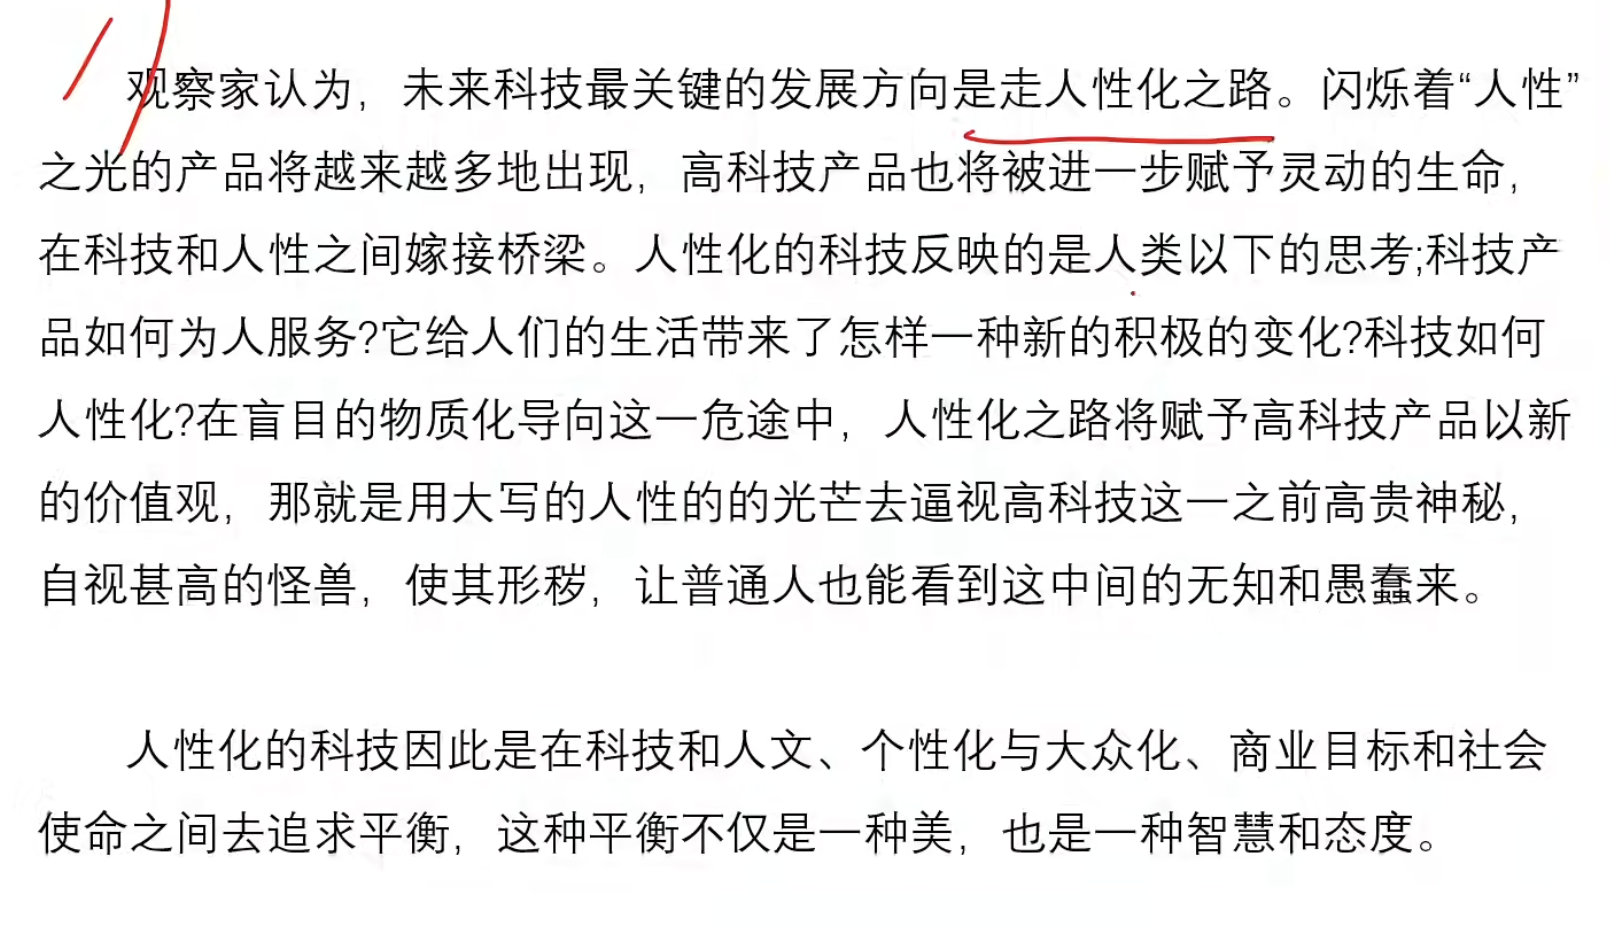 观察家认为，未来科技最关键的发展方向是走人性化之路。闪烁着“人性”
之光的产品将越来越多地出现，高科技产品也将被进一步赋予灵动的生命，
在科技和人性之间嫁接桥梁。人性化的科技反映的是人类以下的思考;科技产
品如何为人服务?它给人们的生活带来了怎样一种新的积极的变化?科技如何
人性化?在盲目的物质化导向这一危途中，人性化之路将赋予高科技产品以新
的价值观，那就是用大写的人性的的光芒去逼视高科技这一之前高贵神秘，
自视甚高的怪兽，使其形秽，让普通人也能看到这中间的无知和愚蠢来。
人性化的科技因此是在科技和人文、个性化与大众化、商业目标和社会
使命之间去追求平衡，这种平衡不仅是一种美，也是一种智慧和态度。